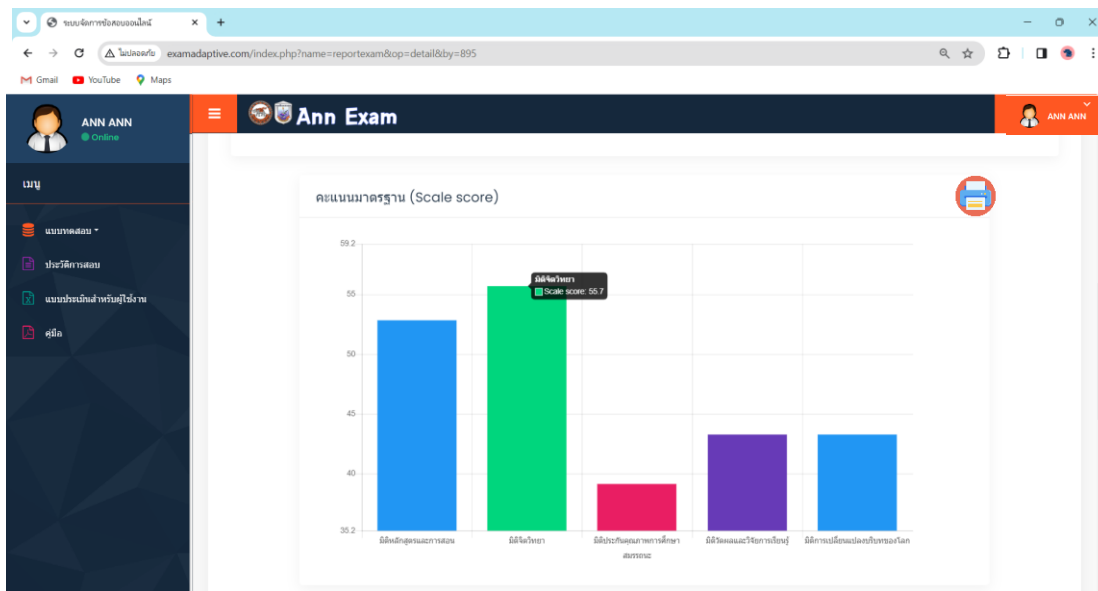 ระบบจัดการข้อสอบออนไลน์
ไม่ปลอดภัย
examadaptive.com/index.php?name=reportexam&op=detail&by=895
Gmail
YouTube
Maps
ANN ANN
Online
Ann Exam
ANN ANN
เมนู
แบบทดสอบ
ประวัติการสอบ
แบบประเมินสำหรับผู้ใช้งาน
คู่มือ
คะแนนมาตรฐาน (Scale score)
59.2
55
50
45
40
35.2
มิติจิตวิทยา
Scale score: 55.7
มิติหลักสูตรและการสอน
มิติจิตวิทยา
มิติประกันคุณภาพการศึกษา
สมรรถนะ
มิติวัดผลและวิจัยการเรียนรู้
มิติการเปลี่ยนแปลงบริบทของโลก